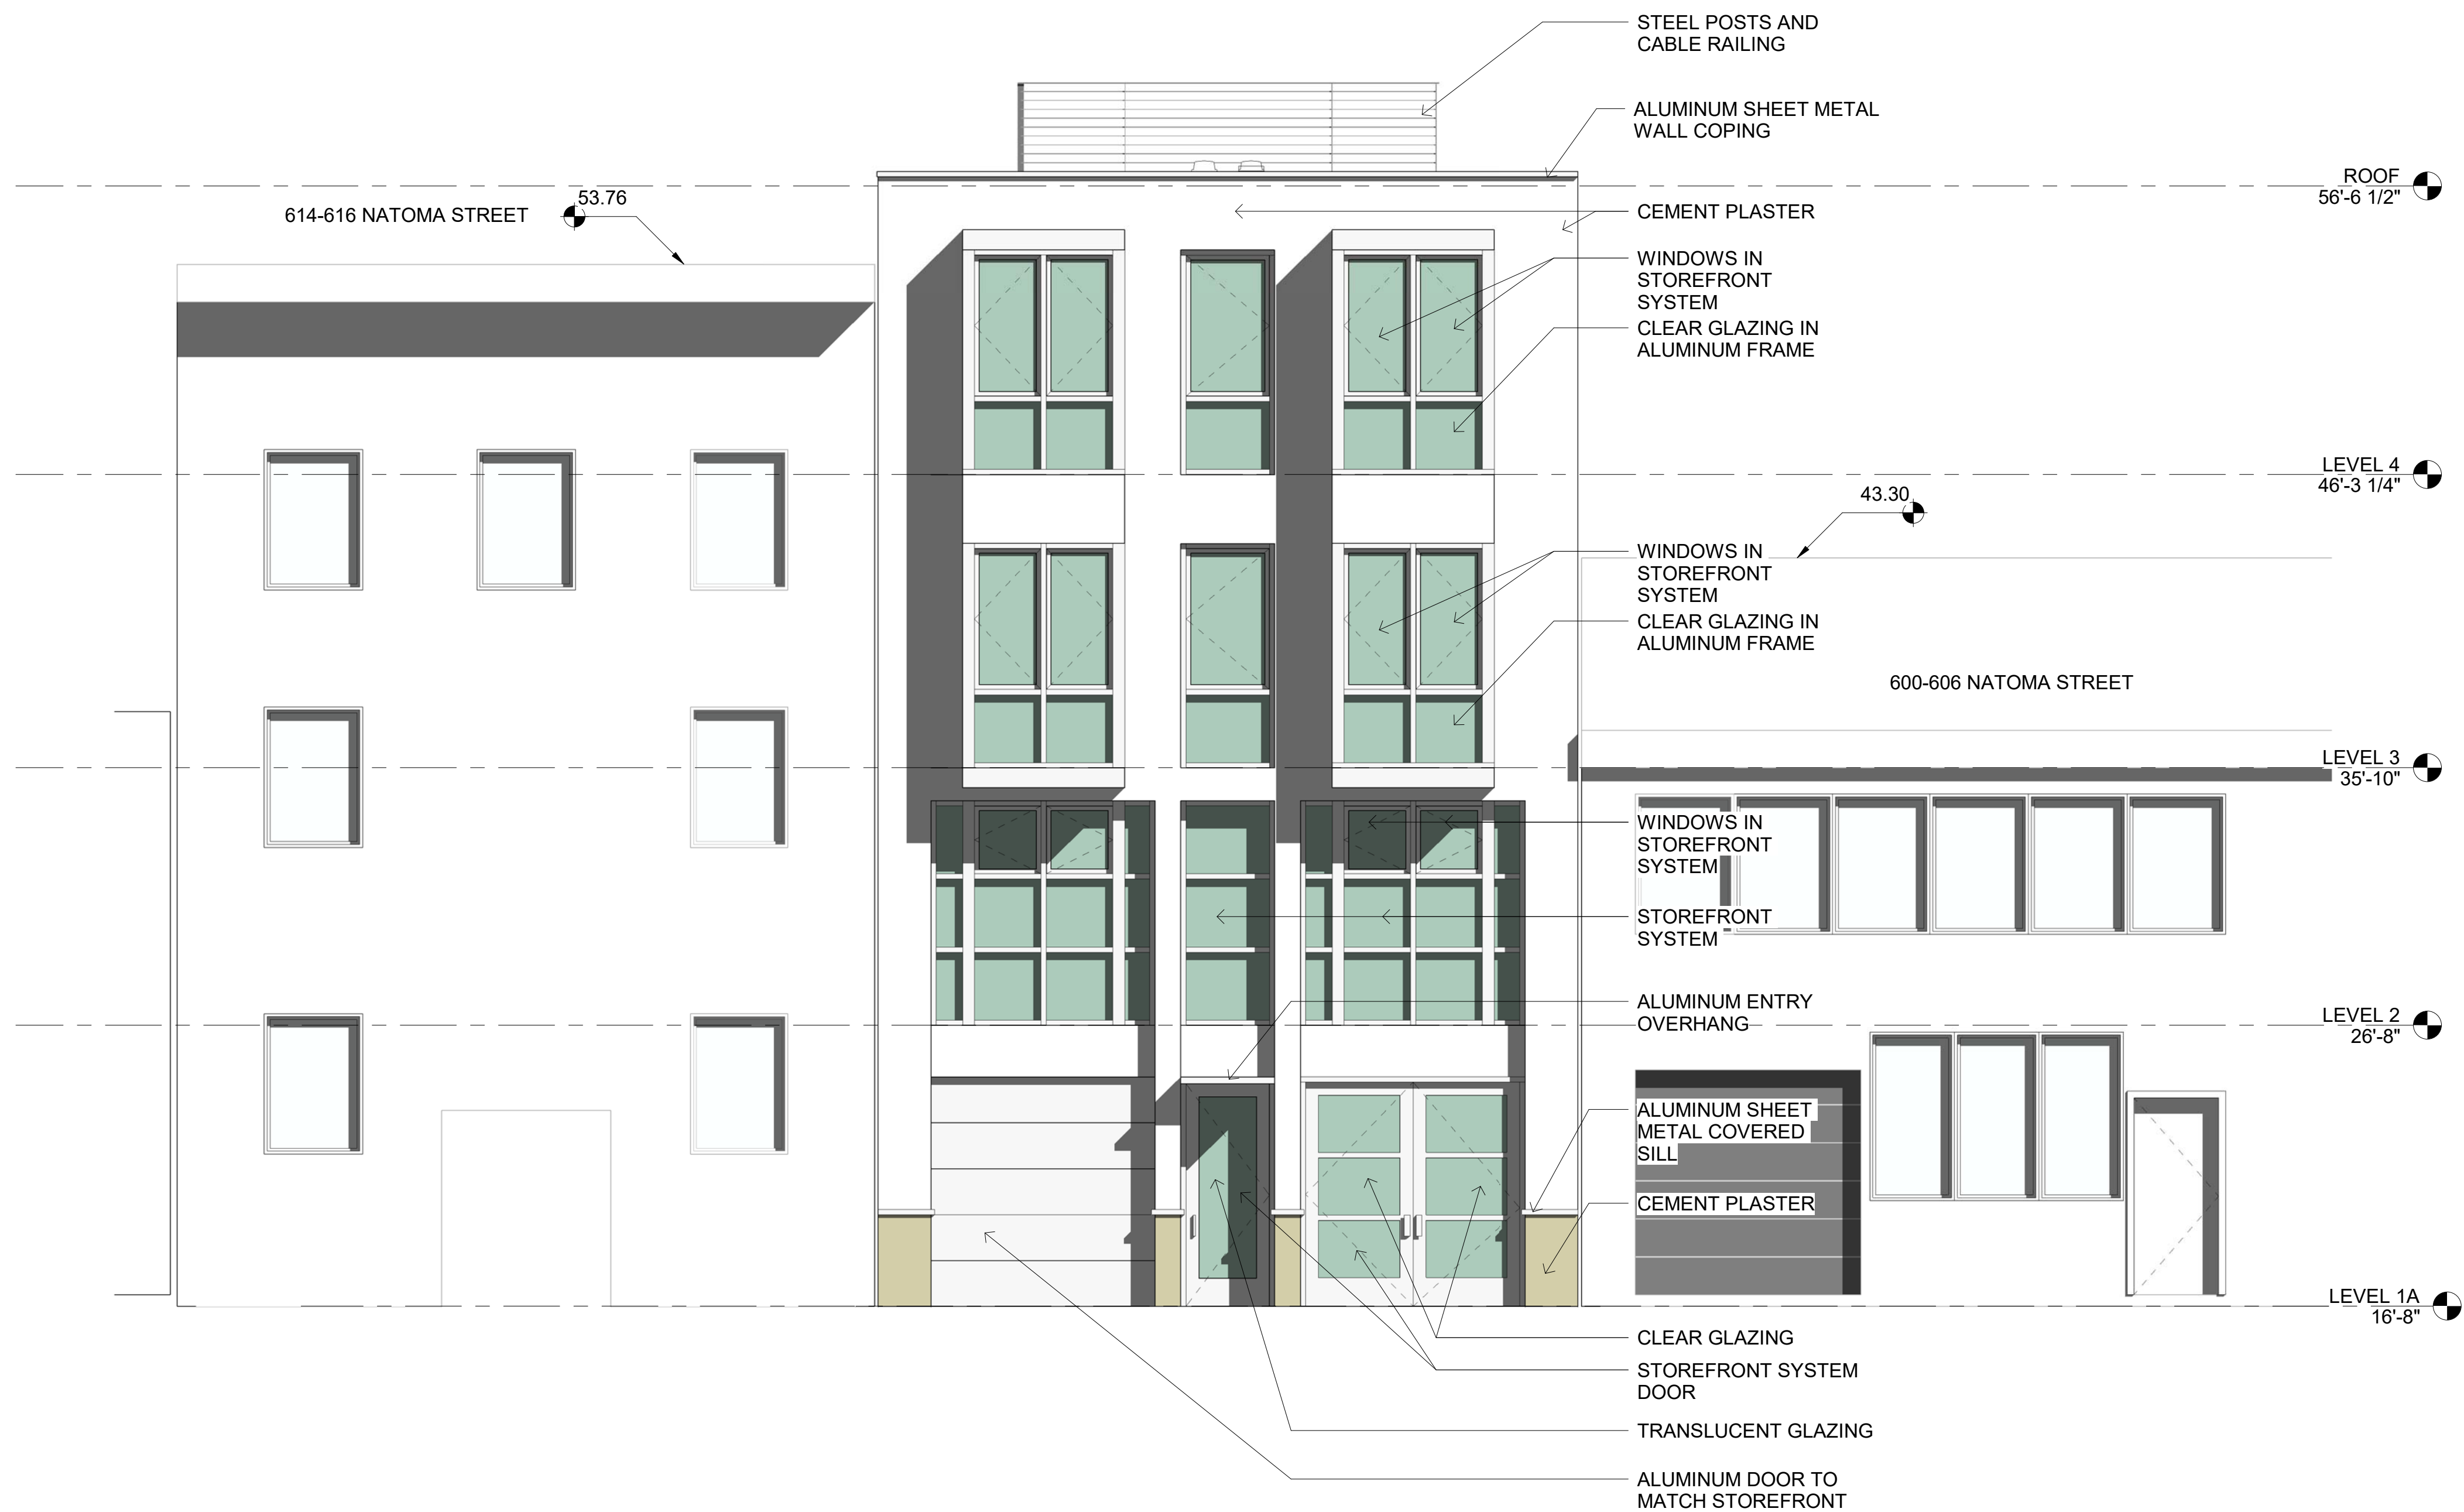 STEEL POSTS AND
CABLE RAILING
ALUMINUM SHEET METAL
WALL COPING
ROOF
56'-6 1/2"
53.76
614-616 NATOMA STREET
CEMENT PLASTER
WINDOWS IN
STOREFRONT
SYSTEM
CLEAR GLAZING IN
ALUMINUM FRAME
LEVEL 4
46'-3 1/4"
43.30
WINDOWS IN
STOREFRONT
SYSTEM
CLEAR GLAZING IN
ALUMINUM FRAME
600-606 NATOMA STREET
LEVEL 3
35'-10"
WINDOWS IN
STOREFRONT
SYSTEM
STOREFRONT
SYSTEM
ALUMINUM ENTRY
OVERHANG
LEVEL 2
26'-8"
ALUMINUM SHEET
METAL COVERED
SILL
CEMENT PLASTER
LEVEL 1A
16'-8"
CLEAR GLAZING
STOREFRONT SYSTEM
DOOR
TRANSLUCENT GLAZING
ALUMINUM DOOR TO
MATCH STOREFRONT